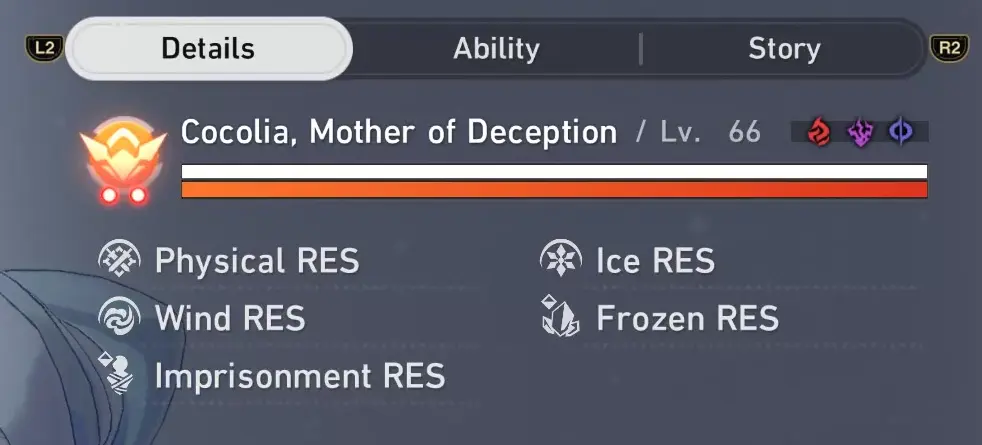 L2 Details Ability Story R2
Cocolia, Mother of Deception / Lv. 66
Physical RES Ice RES
Wind RES Frozen RES
Imprisonment RES